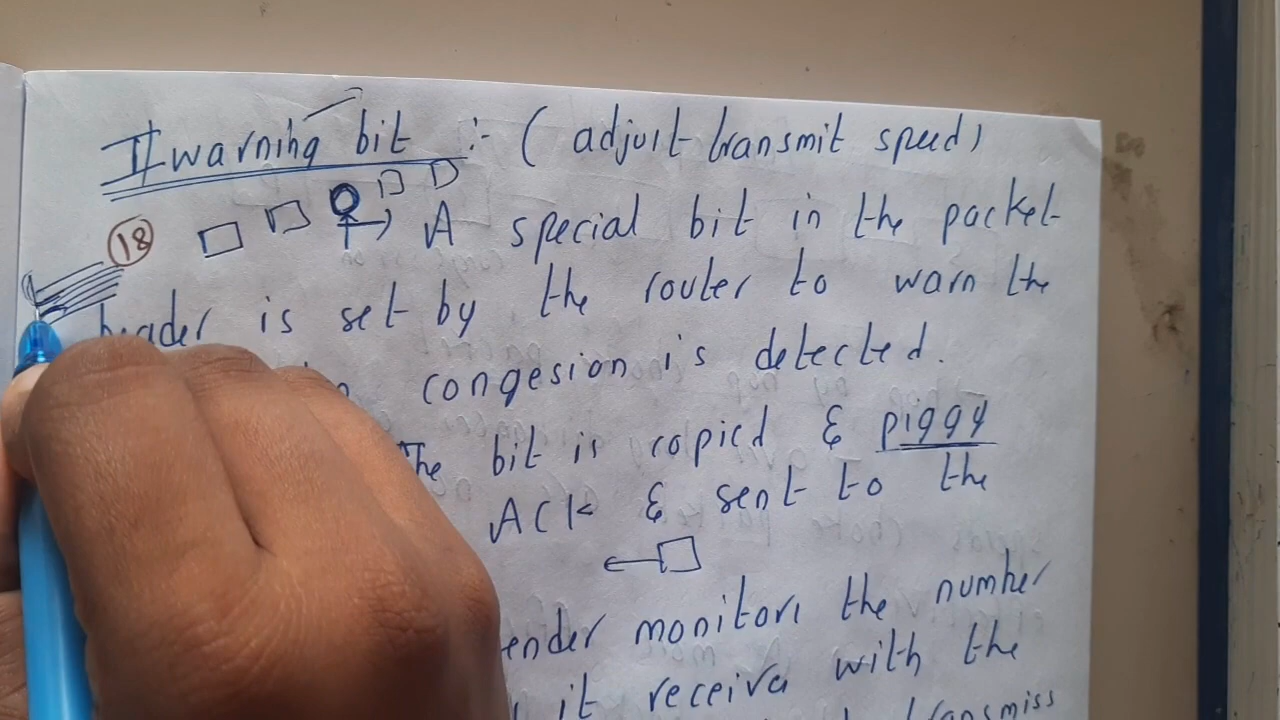 II warning bit :- ( adjust transmit speed)
18
A special bit in the packet
header is set by the router to warn the
congesion is detected.
The bit is copied & piggy
ACK & sent to the
monitors the number
it receives with the